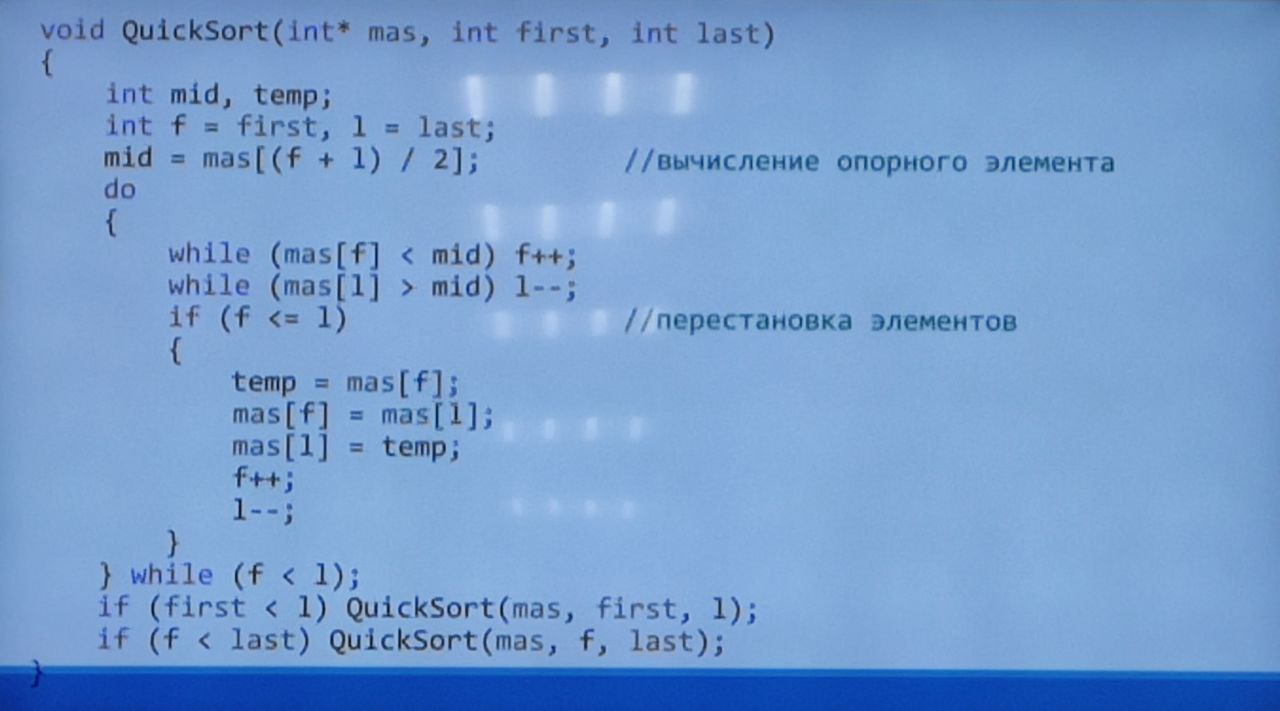 void QuickSort(int* mas, int first, int last)
{
int mid, temp;
int f = first, l = last;
mid = mas[(f + l) / 2]; //вычисление опорного элемента
do
{
while (mas[f] < mid) f++;
while (mas[l] > mid) l--;
if (f <= l) //перестановка элементов
{
temp = mas[f];
mas[f] = mas[l];
mas[l] = temp;
f++;
l--;
}
} while (f < l);
if (first < l) QuickSort(mas, first, l);
if (f < last) QuickSort(mas, f, last);
}